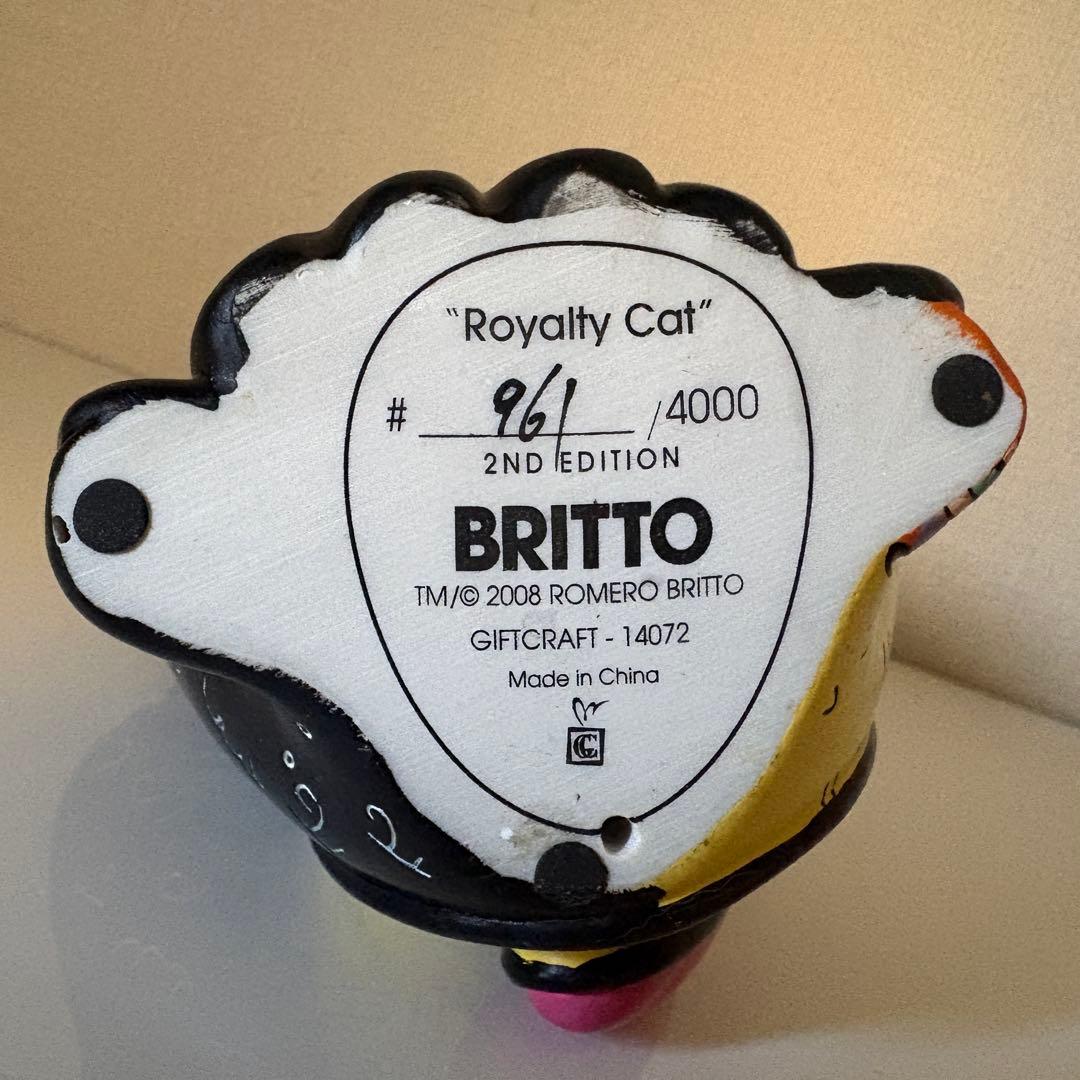 "Royalty Cat"
# 961 /4000
2ND EDITION
BRITTO
TM/© 2008 ROMERO BRITTO
GIFTCRAFT - 14072
Made in China